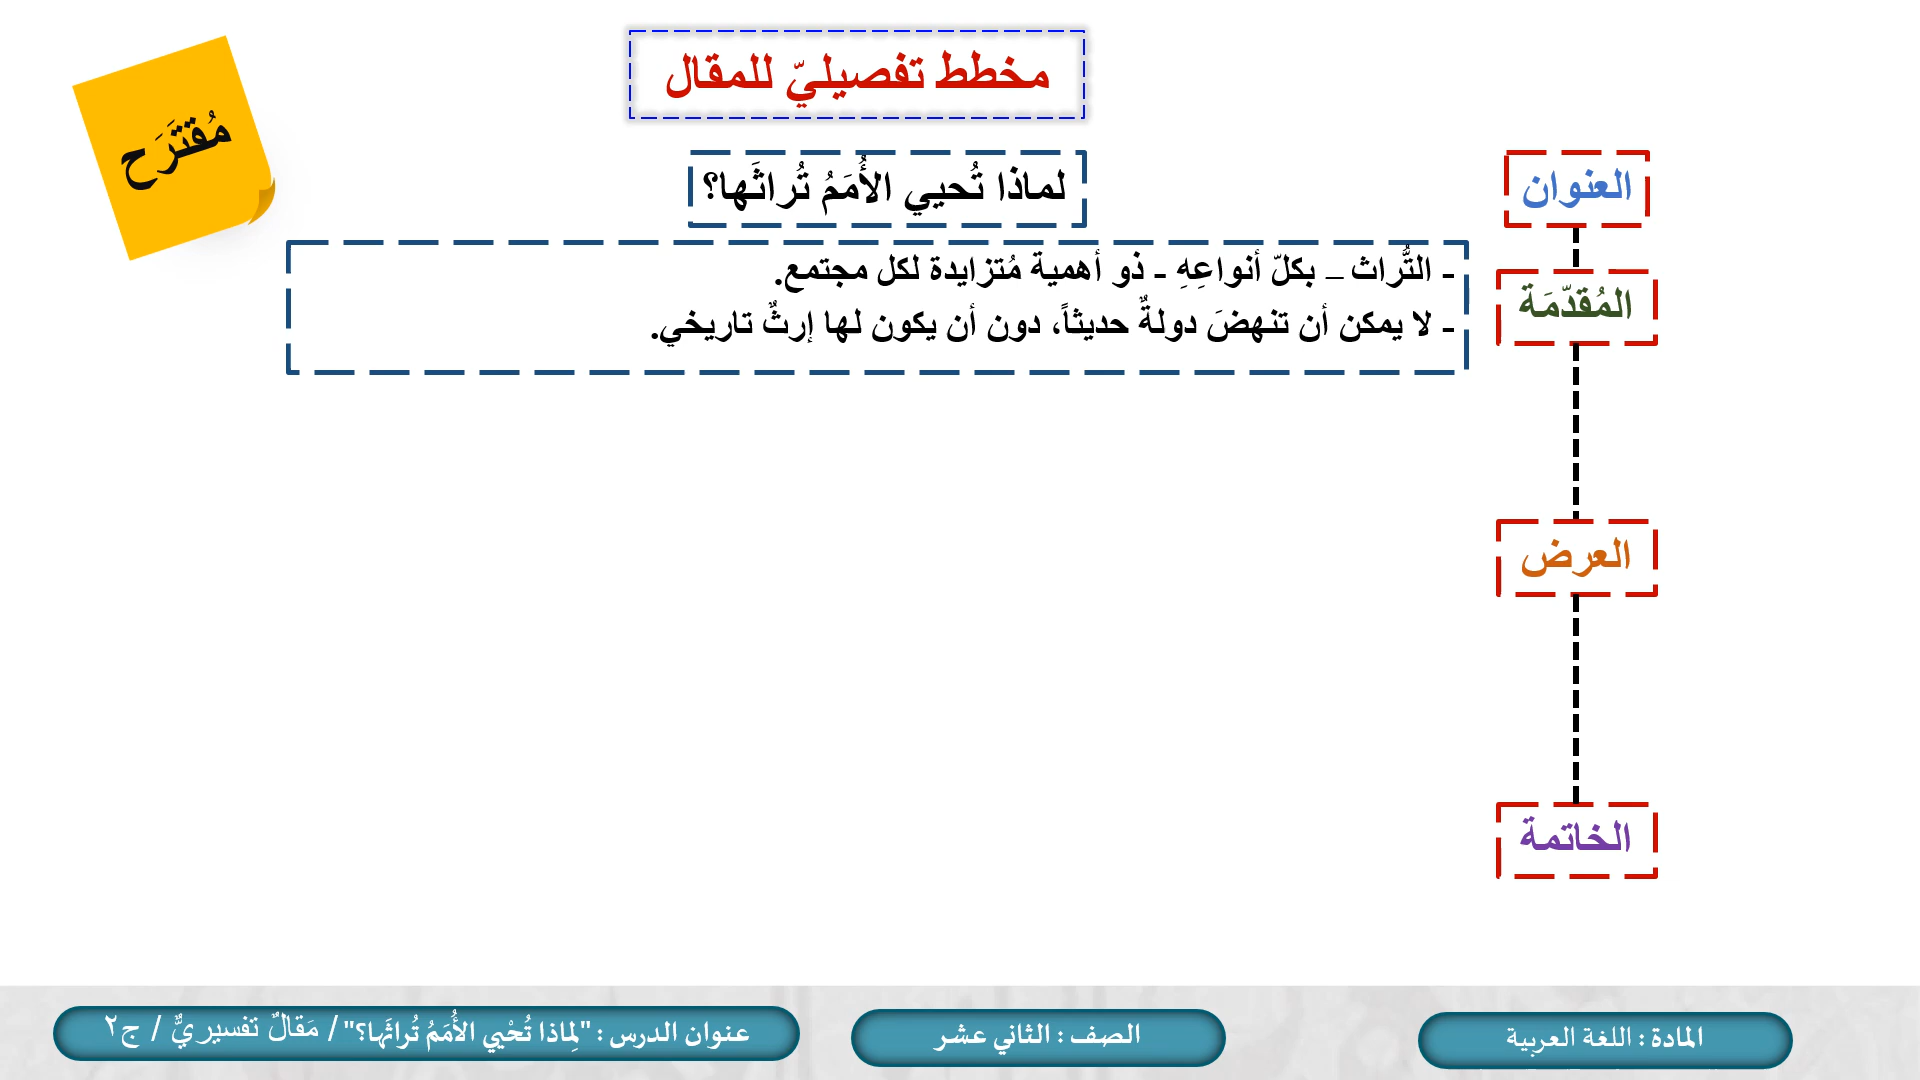 مخطط تفصيليّ للمقال
مُقتَرَح
العنوان
لماذا تُحيي الأُمَمُ تُراثَها؟
المُقدّمَة
- التُّراث – بكلّ أنواعِهِ - ذو أهمية مُتزايدة لكل مجتمع.
- لا يمكن أن تنهضَ دولةٌ حديثاً، دون أن يكون لها إرثٌ تاريخي.
العرض
الخاتمة
المادة : اللغة العربية
الصف : الثاني عشر
عنوان الدرس : "لِماذا تُحْيي الأُمَمُ تُراثَها؟" / مَقالٌ تفسيريٌّ / ج٢